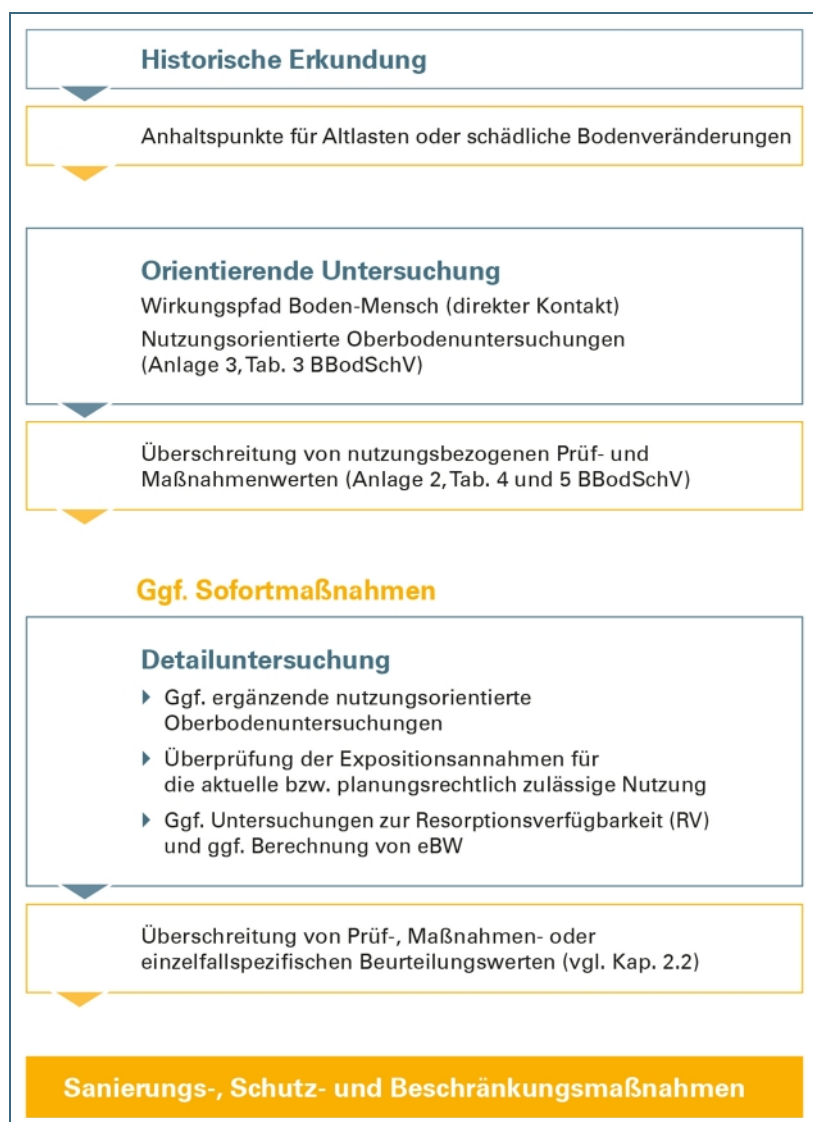 Historische Erkundung
Anhaltspunkte für Altlasten oder schädliche Bodenveränderungen
Orientierende Untersuchung
Wirkungspfad Boden-Mensch (direkter Kontakt)
Nutzungsorientierte Oberbodenuntersuchungen
(Anlage 3, Tab. 3 BBodSchV)
Überschreitung von nutzungsbezogenen Prüf- und
Maßnahmenwerten (Anlage 2, Tab. 4 und 5 BBodSchV)
Ggf. Sofortmaßnahmen
Detailuntersuchung
Ggf. ergänzende nutzungsorientierte
Oberbodenuntersuchungen
Überprüfung der Expositionsannahmen für
die aktuelle bzw. planungsrechtlich zulässige Nutzung
Ggf. Untersuchungen zur Resorptionsverfügbarkeit (RV)
und ggf. Berechnung von eBW
Überschreitung von Prüf-, Maßnahmen- oder
einzelfallspezifischen Beurteilungswerten (vgl. Kap. 2.2)
Sanierungs-, Schutz- und Beschränkungsmaßnahmen